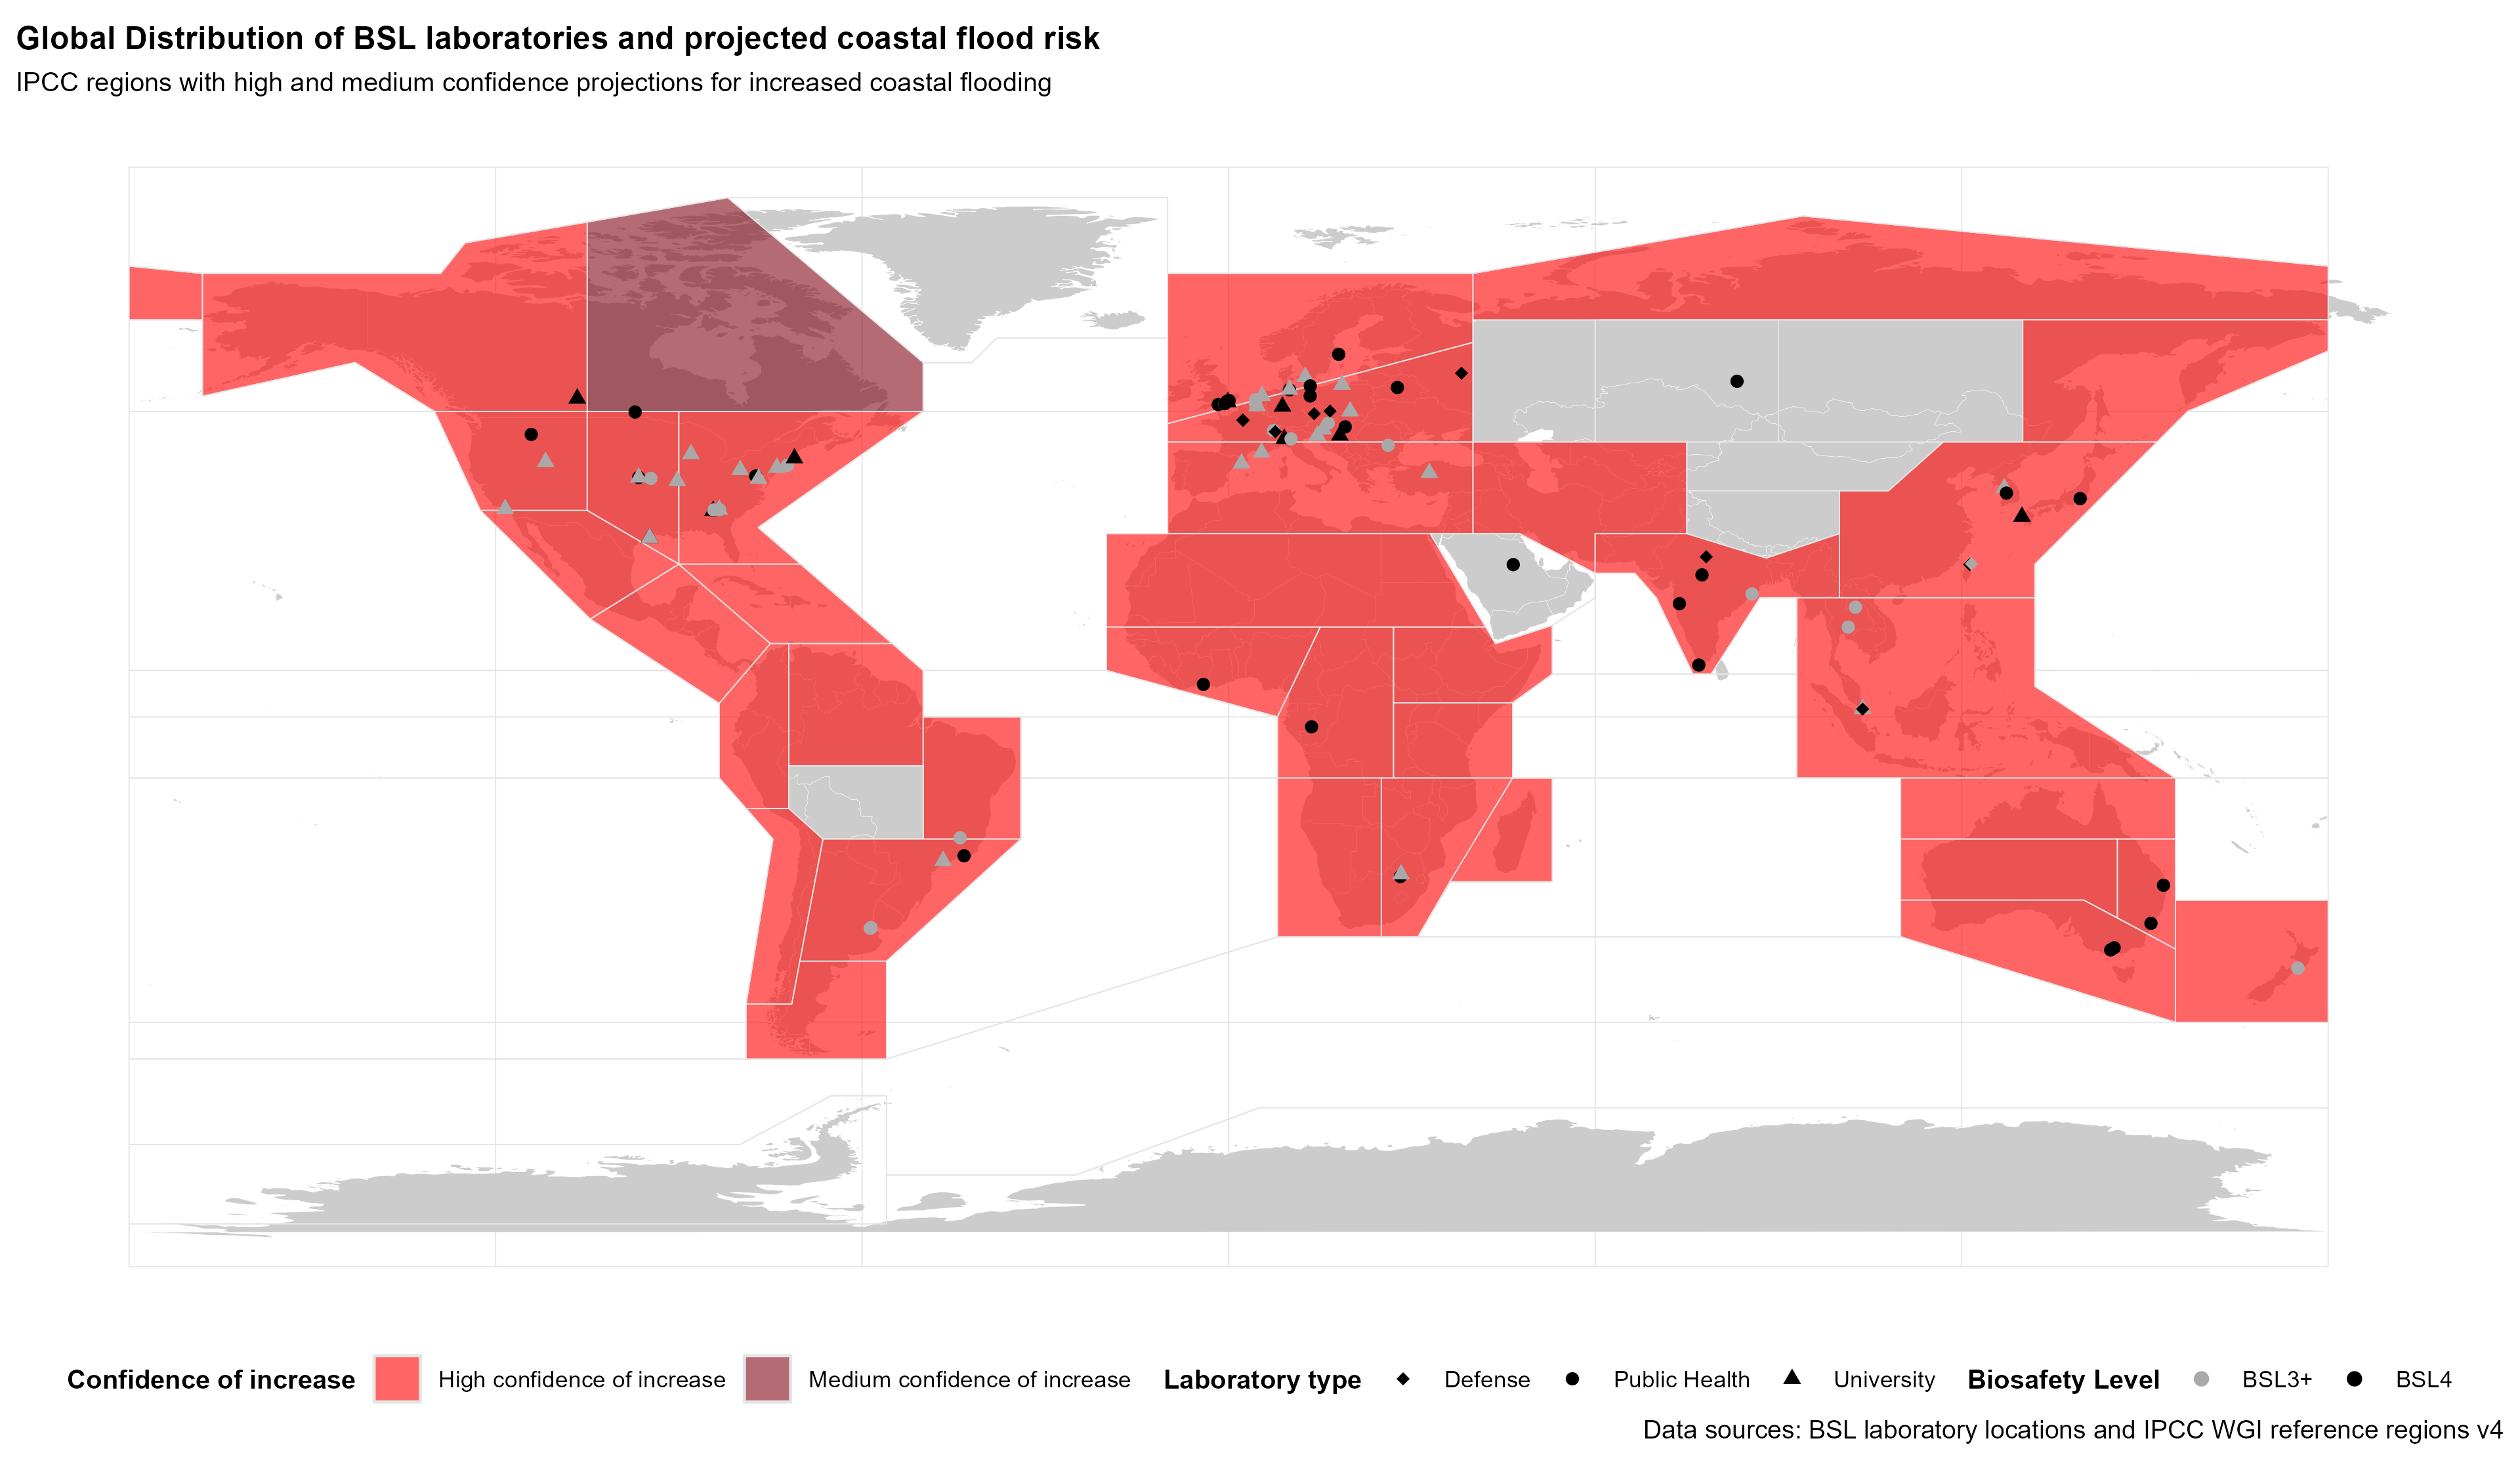 Global Distribution of BSL laboratories and projected coastal flood risk
IPCC regions with high and medium confidence projections for increased coastal flooding
Confidence of increase High confidence of increase Medium confidence of increase Laboratory type Defense Public Health University Biosafety Level BSL3+ BSL4
Data sources: BSL laboratory locations and IPCC WGI reference regions v4